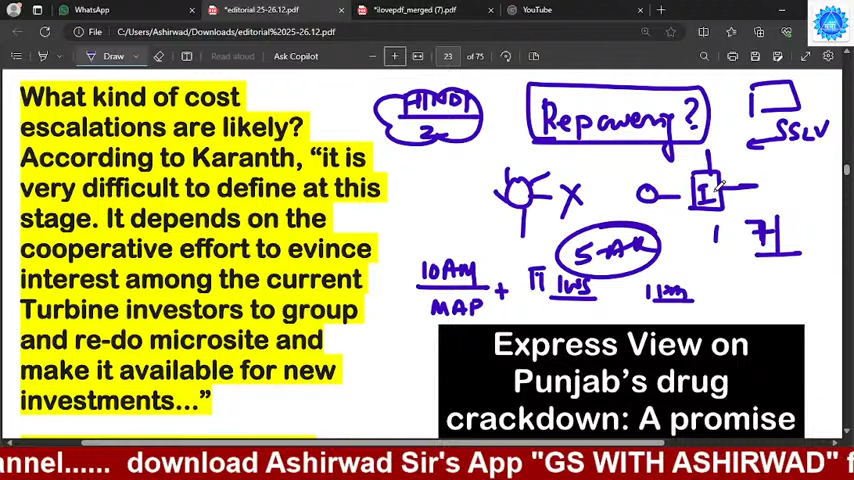 WhatsApp
*editorial 25-26.12.pdf
*ilovepdf_merged (7).pdf
YouTube
File
C:/Users/Ashirwad/Downloads/editorial%2025-26.12.pdf
Draw
Read aloud
Ask Copilot
23 of 75
What kind of cost
escalations are likely?
According to Karanth, “it is
very difficult to define at this
stage. It depends on the
cooperative effort to evince
interest among the current
Turbine investors to group
and re-do microsite and
make it available for new
investments...”
HINDI
2
Repowering?
SSLV
I
10AM
MAP
+
Express View on
Punjab’s drug
crackdown: A promise
annel...... download Ashirwad Sir's App "GS WITH ASHIRWAD" f